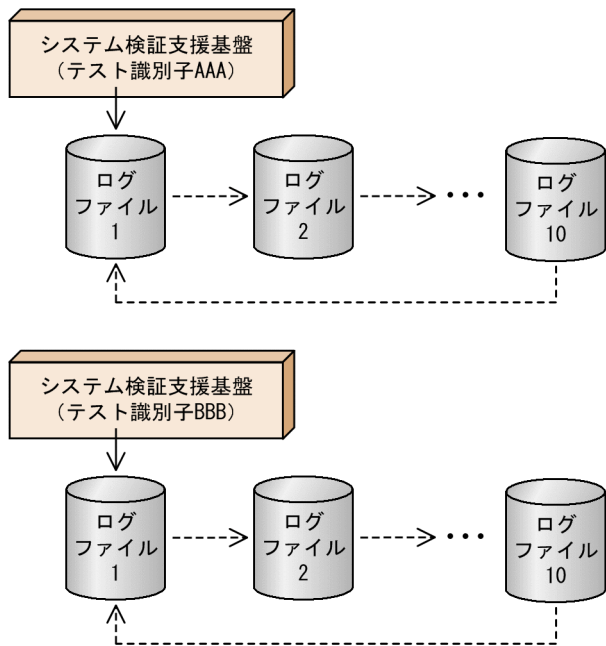 システム検証支援基盤
（テスト識別子AAA）
ログ
ファイル
1
ログ
ファイル
2
･･･
ログ
ファイル
10
システム検証支援基盤
（テスト識別子BBB）
ログ
ファイル
1
ログ
ファイル
2
･･･
ログ
ファイル
10